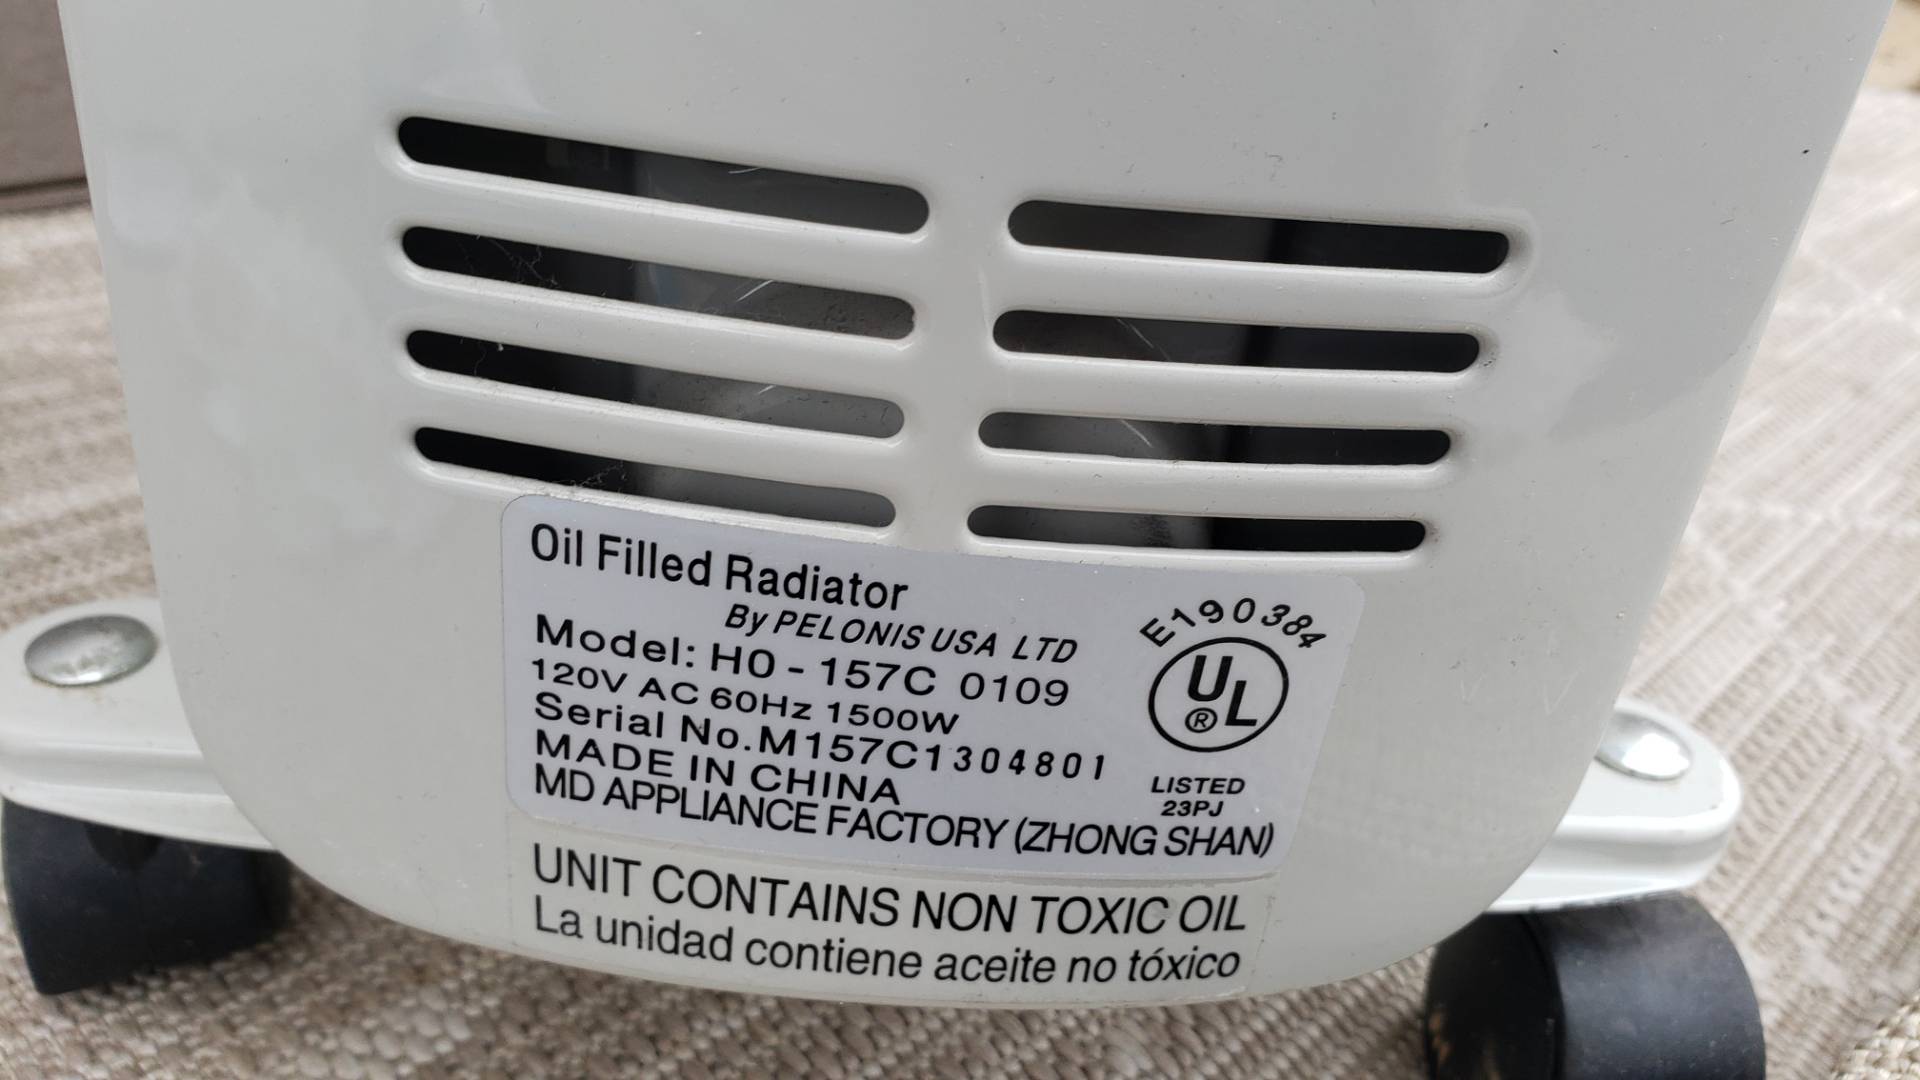 Oil Filled Radiator
By PELONIS USA LTD
Model: HO - 157C 0109
120V AC 60Hz 1500W
Serial No.M157C1304801
MADE IN CHINA
MD APPLIANCE FACTORY (ZHONG SHAN)
E190384
UL
®
LISTED
23PJ
UNIT CONTAINS NON TOXIC OIL
La unidad contiene aceite no tóxico